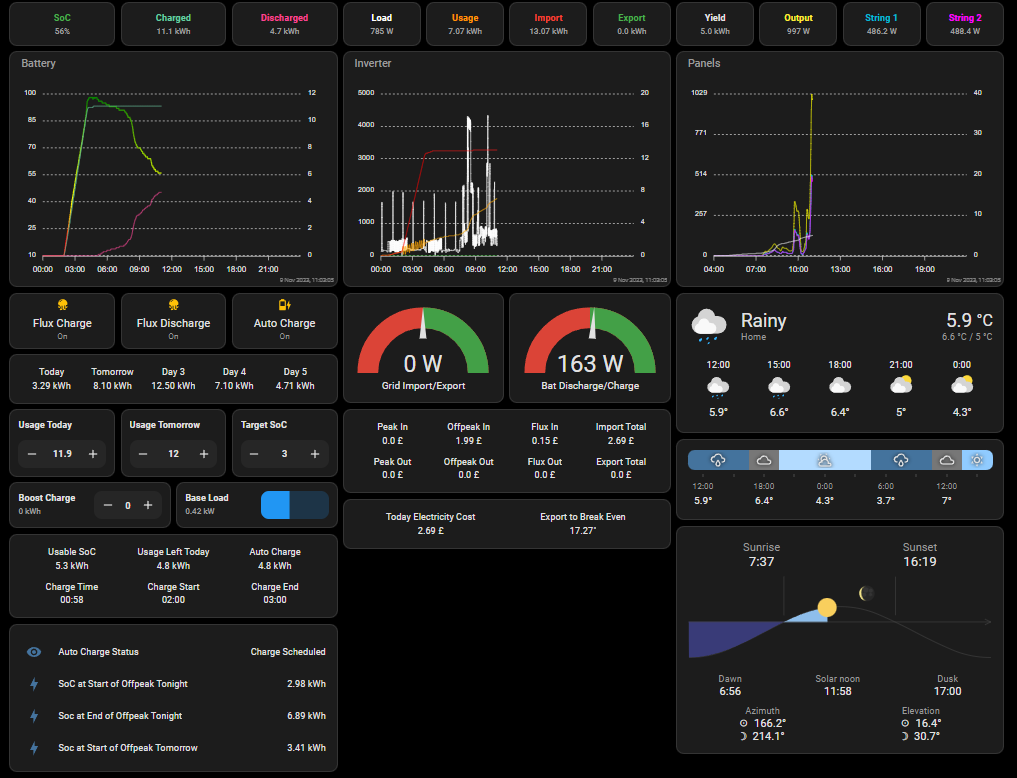 SoC
56%
Charged
11.1 kWh
Discharged
4.7 kWh
Load
785 W
Usage
7.07 kWh
Import
13.07 kWh
Export
0.0 kWh
Yield
5.0 kWh
Output
997 W
String 1
486.2 W
String 2
488.4 W
Battery
100
85
70
55
40
25
10
12
10
8
6
4
2
0
00:00
03:00
06:00
09:00
12:00
15:00
18:00
21:00
9 Nov 2023, 11:03:05
Inverter
5000
4000
3000
2000
1000
0
20
16
12
8
4
0
00:00
03:00
06:00
09:00
12:00
15:00
18:00
21:00
9 Nov 2023, 11:03:05
Panels
1029
771
514
257
0
40
30
20
10
0
04:00
07:00
10:00
13:00
16:00
19:00
9 Nov 2023, 11:03:05
Flux Charge
On
Flux Discharge
On
Auto Charge
On
Today
3.29 kWh
Tomorrow
8.10 kWh
Day 3
12.50 kWh
Day 4
7.10 kWh
Day 5
4.71 kWh
Usage Today
− 11.9 +
Usage Tomorrow
− 12 +
Target SoC
− 3 +
Boost Charge
0 kWh
− 0 +
Base Load
0.42 kW
Usable SoC
5.3 kWh
Usage Left Today
4.8 kWh
Auto Charge
4.8 kWh
Charge Time
00:58
Charge Start
02:00
Charge End
03:00
Auto Charge Status
Charge Scheduled
SoC at Start of Offpeak Tonight
2.98 kWh
Soc at End of Offpeak Tonight
6.89 kWh
Soc at Start of Offpeak Tomorrow
3.41 kWh
0 W
Grid Import/Export
163 W
Bat Discharge/Charge
Peak In
0.0 £
Offpeak In
1.99 £
Flux In
0.15 £
Import Total
2.69 £
Peak Out
0.0 £
Offpeak Out
0.0 £
Flux Out
0.0 £
Export Total
0.0 £
Today Electricity Cost
2.69 £
Export to Break Even
17.27"
Rainy
Home
5.9 °C
6.6 °C / 5 °C
12:00
5.9°
15:00
6.6°
18:00
6.4°
21:00
5°
0:00
4.3°
12:00
5.9°
18:00
6.4°
0:00
4.3°
6:00
3.7°
12:00
7°
Sunrise
7:37
Sunset
16:19
Dawn
6:56
Solar noon
11:58
Dusk
17:00
Azimuth
166.2°
214.1°
Elevation
16.4°
30.7°